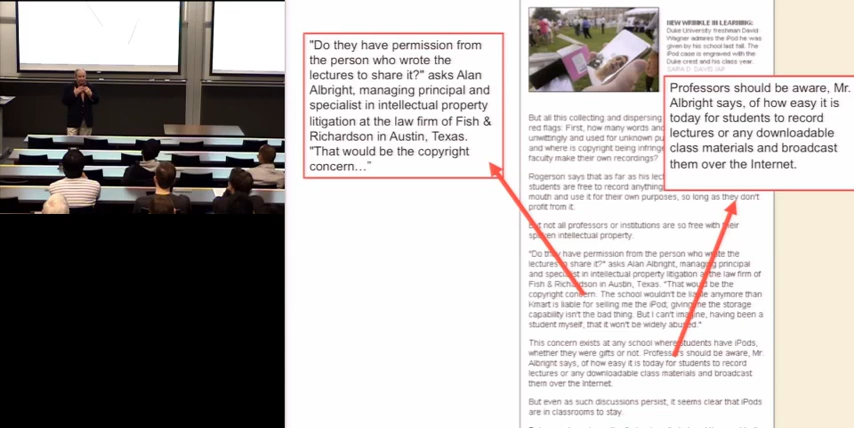 "Do they have permission from
the person who wrote the
lectures to share it?" asks Alan
Albright, managing principal and
specialist in intellectual property
litigation at the law firm of Fish &
Richardson in Austin, Texas.
"That would be the copyright
concern…"
NEW WRINKLE IN LEARNING:
Duke University freshman David
Wagner admires the iPod he was
given by his school last fall. The
iPod case is engraved with the
Duke crest and his class year.
SARA D. DAVIS/AP
Professors should be aware, Mr.
Albright says, of how easy it is
today for students to record
lectures or any downloadable
class materials and broadcast
them over the Internet.
But all this collecting and dispersing
red flags: First, how many words and
unwittingly and used for unknown pu
and where is copyright being infringe
faculty make their own recordings?
Rogerson says that as far as his lect
students are free to record anything
mouth and use it for their own purposes, so long as they don't
profit from it.
But not all professors or institutions are so free with their
spoken intellectual property.
"Do they have permission from the person who wrote the
lectures to share it?" asks Alan Albright, managing principal
and specialist in intellectual property litigation at the law firm of
Fish & Richardson in Austin, Texas. "That would be the
copyright concern. The school wouldn't be liable anymore than
Kmart is liable for selling me the iPod; giving me the storage
capability isn't the bad thing. But I can't imagine, having been a
student myself, that it won't be widely abused."
This concern exists at any school where students have iPods,
whether they were gifts or not. Professors should be aware, Mr.
Albright says, of how easy it is today for students to record
lectures or any downloadable class materials and broadcast
them over the Internet.
But even as such discussions persist, it seems clear that iPods
are in classrooms to stay.